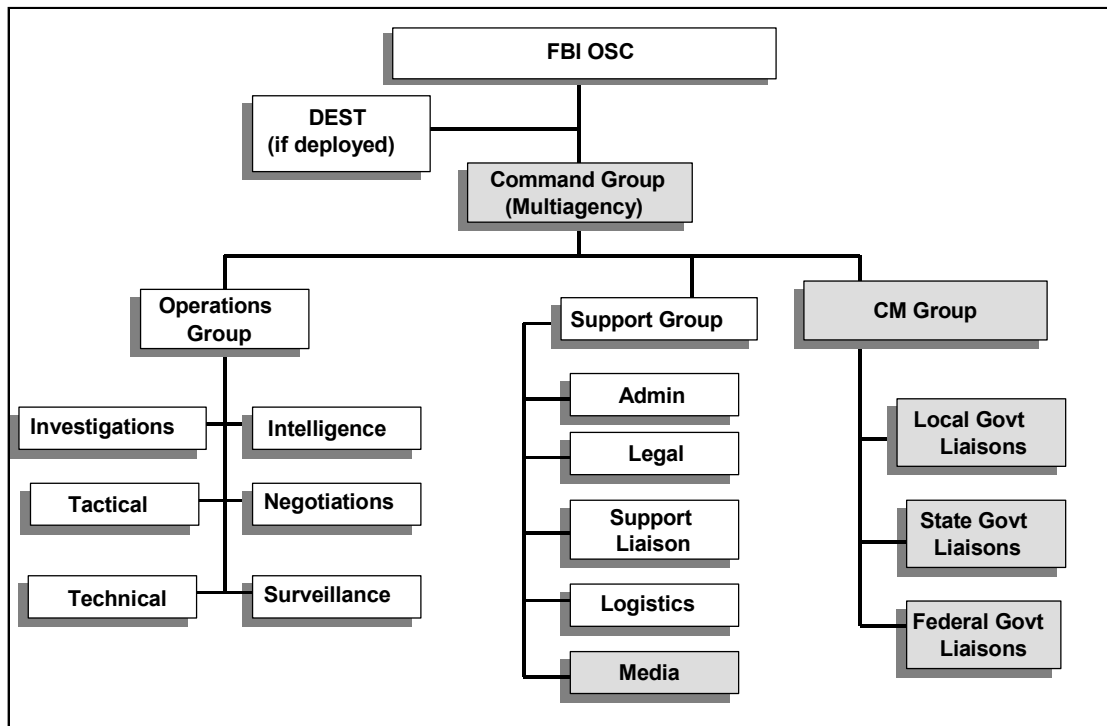 FBI OSC
DEST
(if deployed)
Command Group
(Multiagency)
Operations
Group
Support Group
CM Group
Investigations
Intelligence
Tactical
Negotiations
Technical
Surveillance
Admin
Legal
Support
Liaison
Logistics
Media
Local Govt
Liaisons
State Govt
Liaisons
Federal Govt
Liaisons